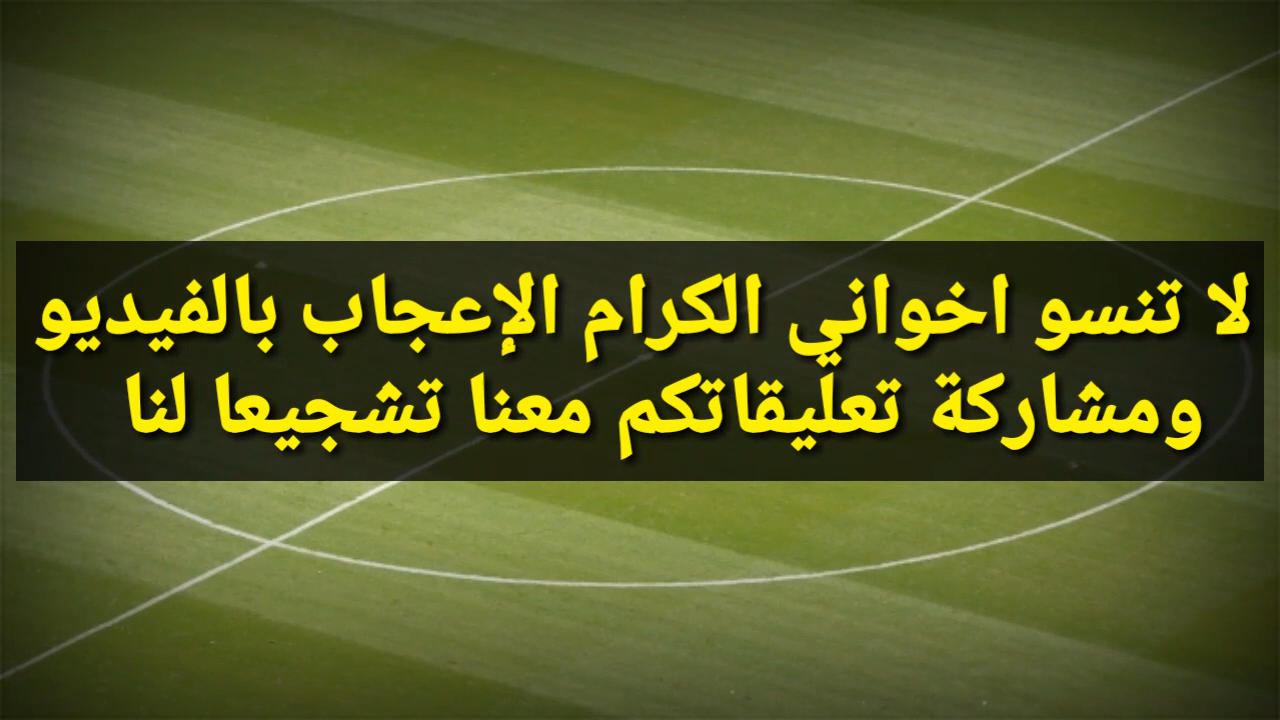 لا تنسو اخواني الكرام الإعجاب بالفيديو
ومشاركة تعليقاتكم معنا تشجيعا لنا